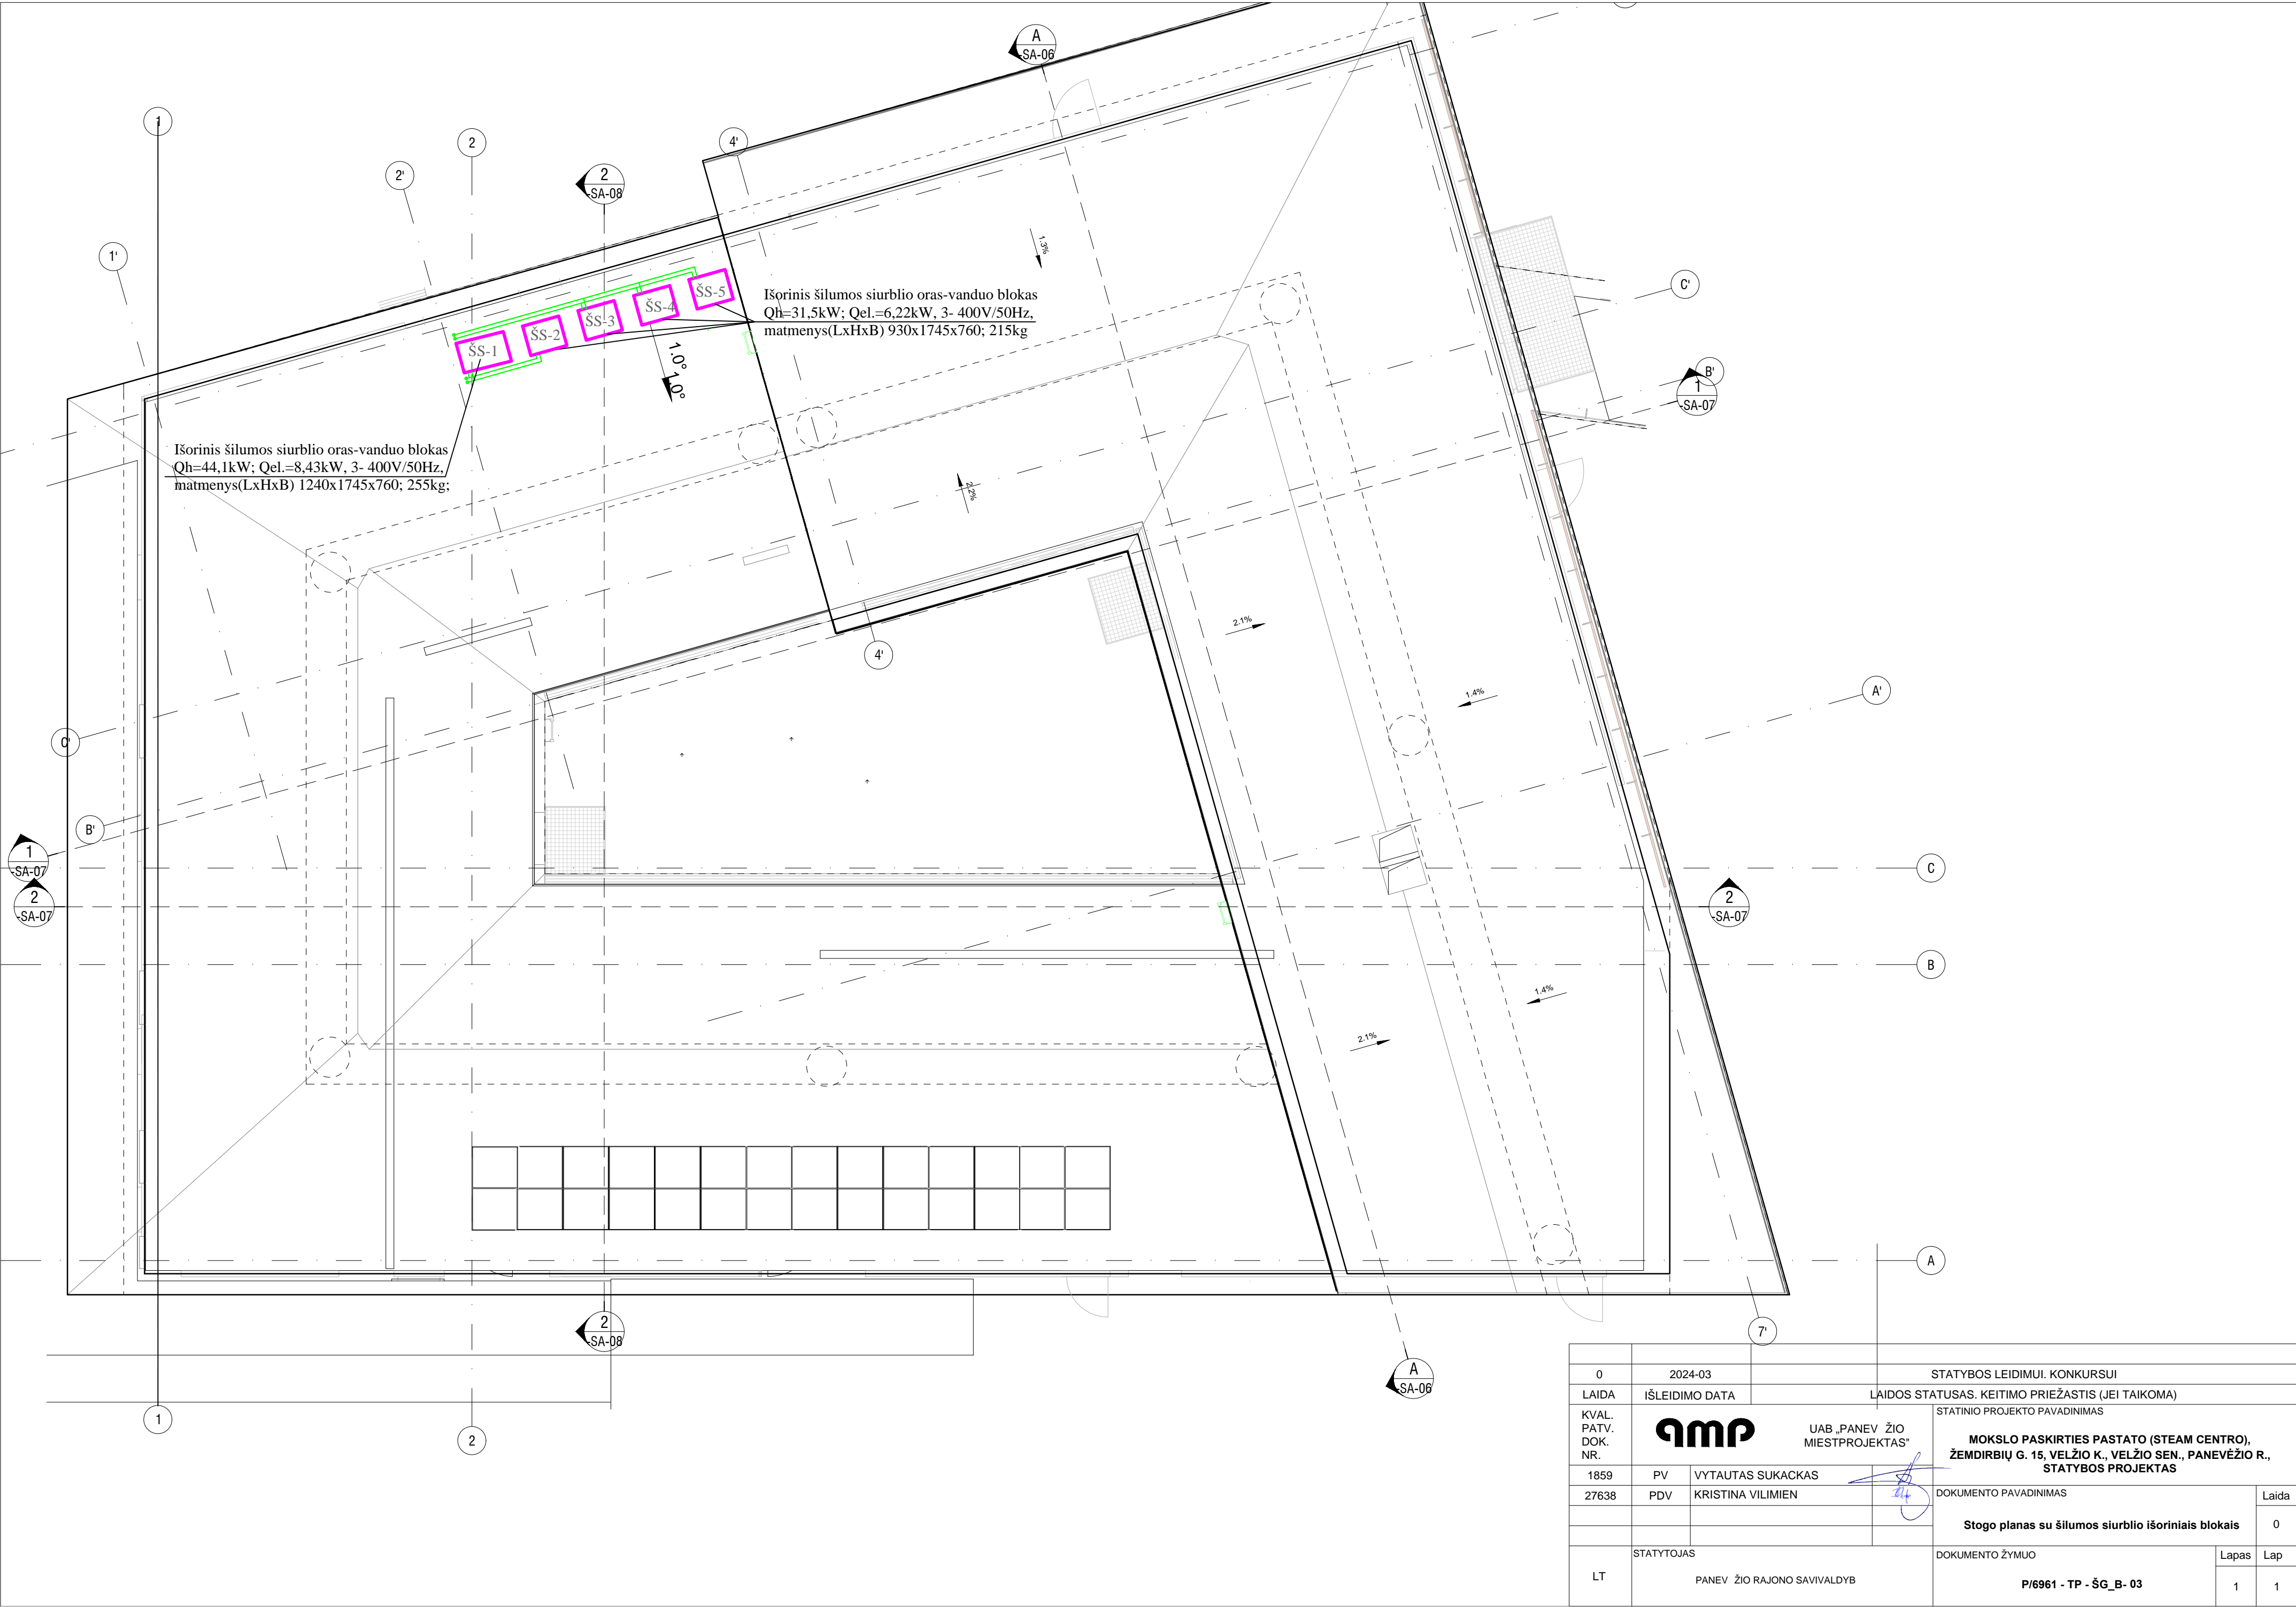 A
-SA-06
1
2
4'
2'
2
-SA-08
1'
1.3%
C'
ŠS-5
ŠS-4
ŠS-3
ŠS-2
ŠS-1
Išorinis šilumos siurblio oras-vanduo blokas
Qh=31,5kW; Qel.=6,22kW, 3- 400V/50Hz,
matmenys(LxHxB) 930x1745x760; 215kg
1.0°
1.0°
B'
1
-SA-07
Išorinis šilumos siurblio oras-vanduo blokas
Qh=44,1kW; Qel.=8,43kW, 3- 400V/50Hz,
matmenys(LxHxB) 1240x1745x760; 255kg;
2.2%
2.1%
4'
1.4%
A'
C'
B'
1
-SA-07
C
2
-SA-07
2
-SA-07
B
1.4%
2.1%
A
2
-SA-08
7'
A
-SA-06
1
2
0 2024-03 STATYBOS LEIDIMUI. KONKURSUI
LAIDA IŠLEIDIMO DATA LAIDOS STATUSAS. KEITIMO PRIEŽASTIS (JEI TAIKOMA)
KVAL.
PATV.
DOK.
NR.
qmp
UAB „PANEV ŽIO
MIESTPROJEKTAS"
STATINIO PROJEKTO PAVADINIMAS
MOKSLO PASKIRTIES PASTATO (STEAM CENTRO),
ŽEMDIRBIŲ G. 15, VELŽIO K., VELŽIO SEN., PANEVĖŽIO R.,
STATYBOS PROJEKTAS
1859 PV VYTAUTAS SUKACKAS
27638 PDV KRISTINA VILIMIEN
DOKUMENTO PAVADINIMAS Laida
Stogo planas su šilumos siurblio išoriniais blokais 0
LT
STATYTOJAS
PANEV ŽIO RAJONO SAVIVALDYB
DOKUMENTO ŽYMUO Lapas Lap
P/6961 - TP - ŠG_B- 03 1 1